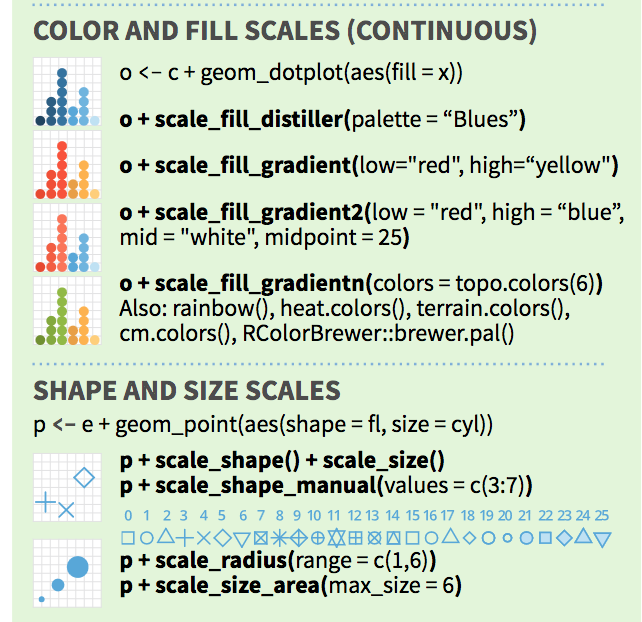 COLOR AND FILL SCALES (CONTINUOUS)
o <- c + geom_dotplot(aes(fill = x))
o + scale_fill_distiller(palette = “Blues”)
o + scale_fill_gradient(low="red", high=“yellow")
o + scale_fill_gradient2(low = "red", high = “blue”,
mid = "white", midpoint = 25)
o + scale_fill_gradientn(colors = topo.colors(6))
Also: rainbow(), heat.colors(), terrain.colors(),
cm.colors(), RColorBrewer::brewer.pal()
SHAPE AND SIZE SCALES
p <- e + geom_point(aes(shape = fl, size = cyl))
p + scale_shape() + scale_size()
p + scale_shape_manual(values = c(3:7))
0 1 2 3 4 5 6 7 8 9 10 11 12 13 14 15 16 17 18 19 20 21 22 23 24 25
p + scale_radius(range = c(1,6))
p + scale_size_area(max_size = 6)